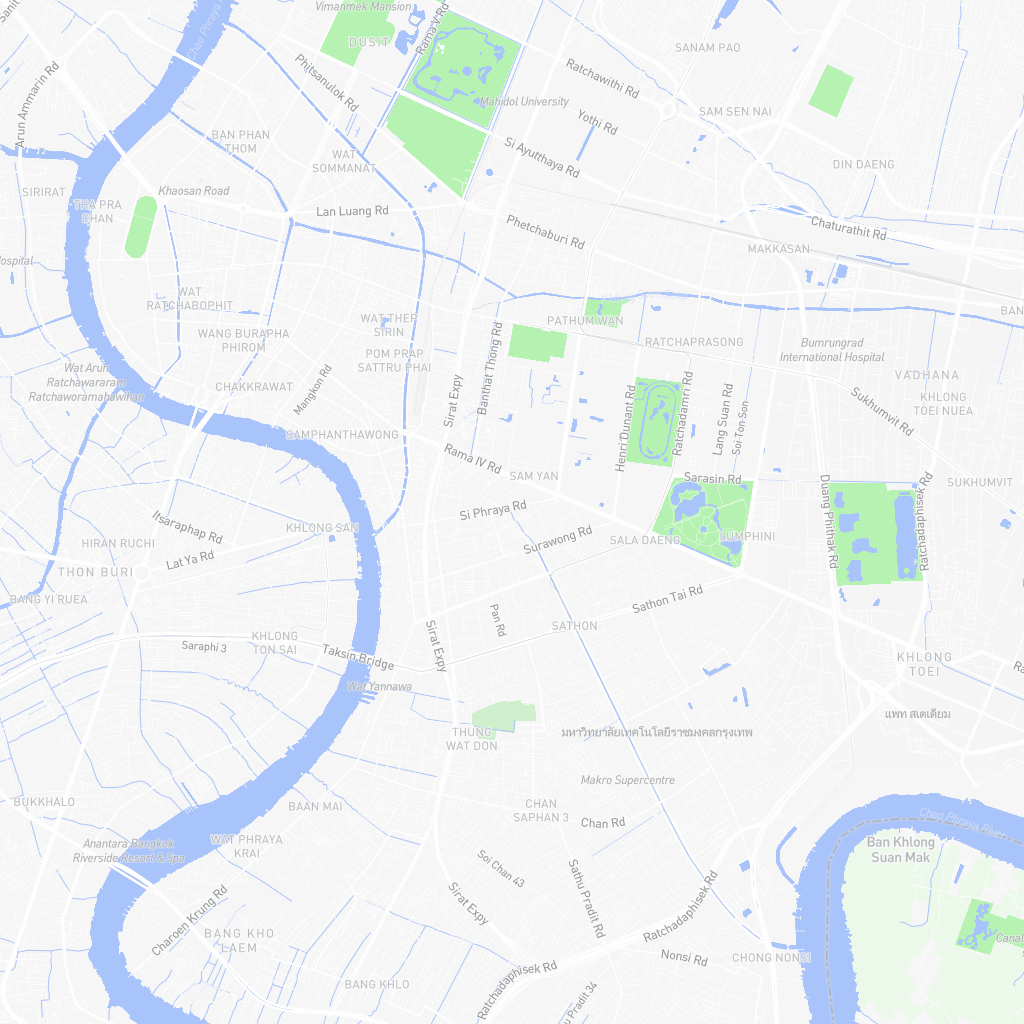 Vimanmek Mansion
DUSIT
Rama V Rd
Chao Phraya
SANAM PAO
Phitsanulok Rd
Ratchawithi Rd
Arun Ammarin Rd
Mahidol University
SAM SEN NAI
Yothi Rd
BAN PHAN
THOM
WAT
SOMMANAT
Si Ayutthaya Rd
DIN DAENG
SIRIRAT
Khaosan Road
THA PRA
CHAN
Lan Luang Rd
Phetchaburi Rd
Chaturathit Rd
MAKKASAN
Hospital
WAT
RATCHABOPHIT
BAN
WAT THEP
SIRIN
PATHUM WAN
WANG BURAPHA
PHIROM
RATCHAPRASONG
Bumrungrad
International Hospital
POM PRAP
SATTRU PHAI
Banthat Thong Rd
Wat Arun
Ratchawararam
Ratchaworamahawihan
CHAKKRAWAT
Mangkon Rd
VADHANA
Sirat Expy
Henri Dunant Rd
Ratchadamri Rd
Lang Suan Rd
Soi Ton Son
KHLONG
TOEI NUEA
Sukhumvit Rd
SAMPHANTHAWONG
Rama IV Rd
SAM YAN
Sarasin Rd
SUKHUMVIT
Duang Phithak Rd
Ratchadaphisek Rd
Si Phraya Rd
Itsaraphap Rd
KHLONG SAN
Surawong Rd
SALA DAENG
LUMPHINI
HIRAN RUCHI
Lat Ya Rd
THON BURI
BANG YI RUEA
Sathon Tai Rd
Pan Rd
SATHON
KHLONG
TON SAI
Saraphi 3
Sirat Expy
Taksin Bridge
KHLONG
TOEI
Wat Yannawa
แพท สเตเดียม
THUNG
WAT DON
มหาวิทยาลัยเทคโนโลยีราชมงคลกรุงเทพ
Makro Supercentre
BUKKHALO
BAAN MAI
CHAN
SAPHAN 3
Chan Rd
Chao Phraya River
WAT PHRAYA
KRAI
Anantara Bangkok
Riverside Resort & Spa
Ban Khlong
Suan Mak
Soi Chan 43
Sathu Pradit Rd
Sirat Expy
Ratchadaphisek Rd
Charoen Krung Rd
BANG KHO
LAEM
Canal
Nonsi Rd
CHONG NONSI
Ratchadaphisek Rd
BANG KHLO
u Pradit 34